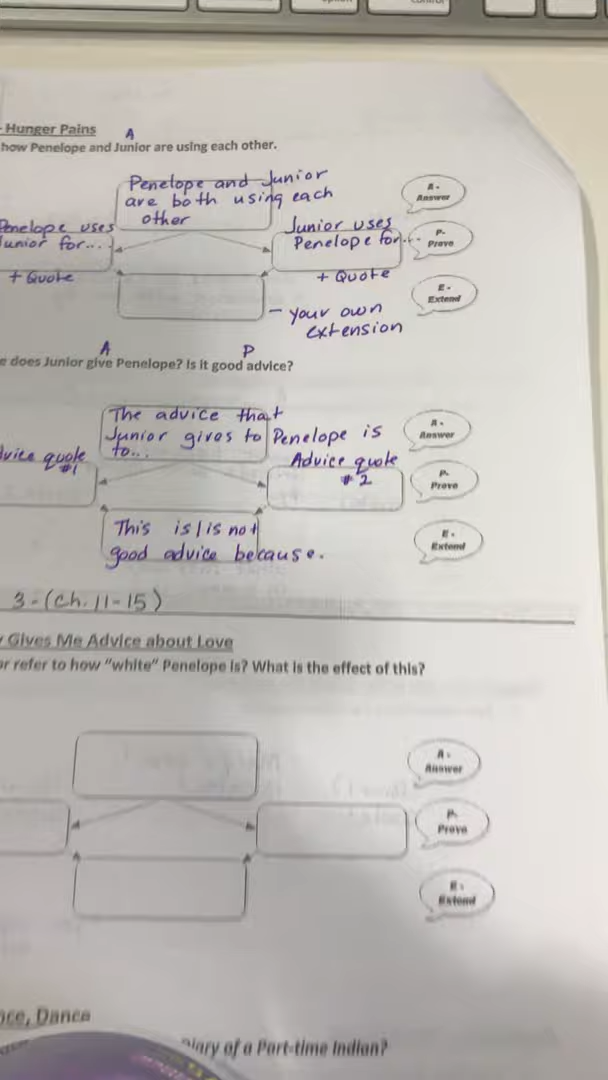 control
Hunger Pains
A
how Penelope and Junior are using each other.
Penelope and Junior
are both using each
other
A-
Answer
Penelope uses
Junior for...
Junior uses
Penelope for...
P-
Prove
+ Quote
+ Quote
E-
Extend
- your own
extension
A P
does Junior give Penelope? Is it good advice?
The advice that
Junior gives to Penelope is
to...
A-
Answer
quote
#1
Advice quote
#2
P-
Prove
This is/is not
good advice because.
E-
Extend
3-(Ch. 11-15)
Gives Me Advice about Love
refer to how "white" Penelope is? What is the effect of this?
A-
Answer
P-
Prove
E-
Extend
Dance
Diary of a Part-time Indian?